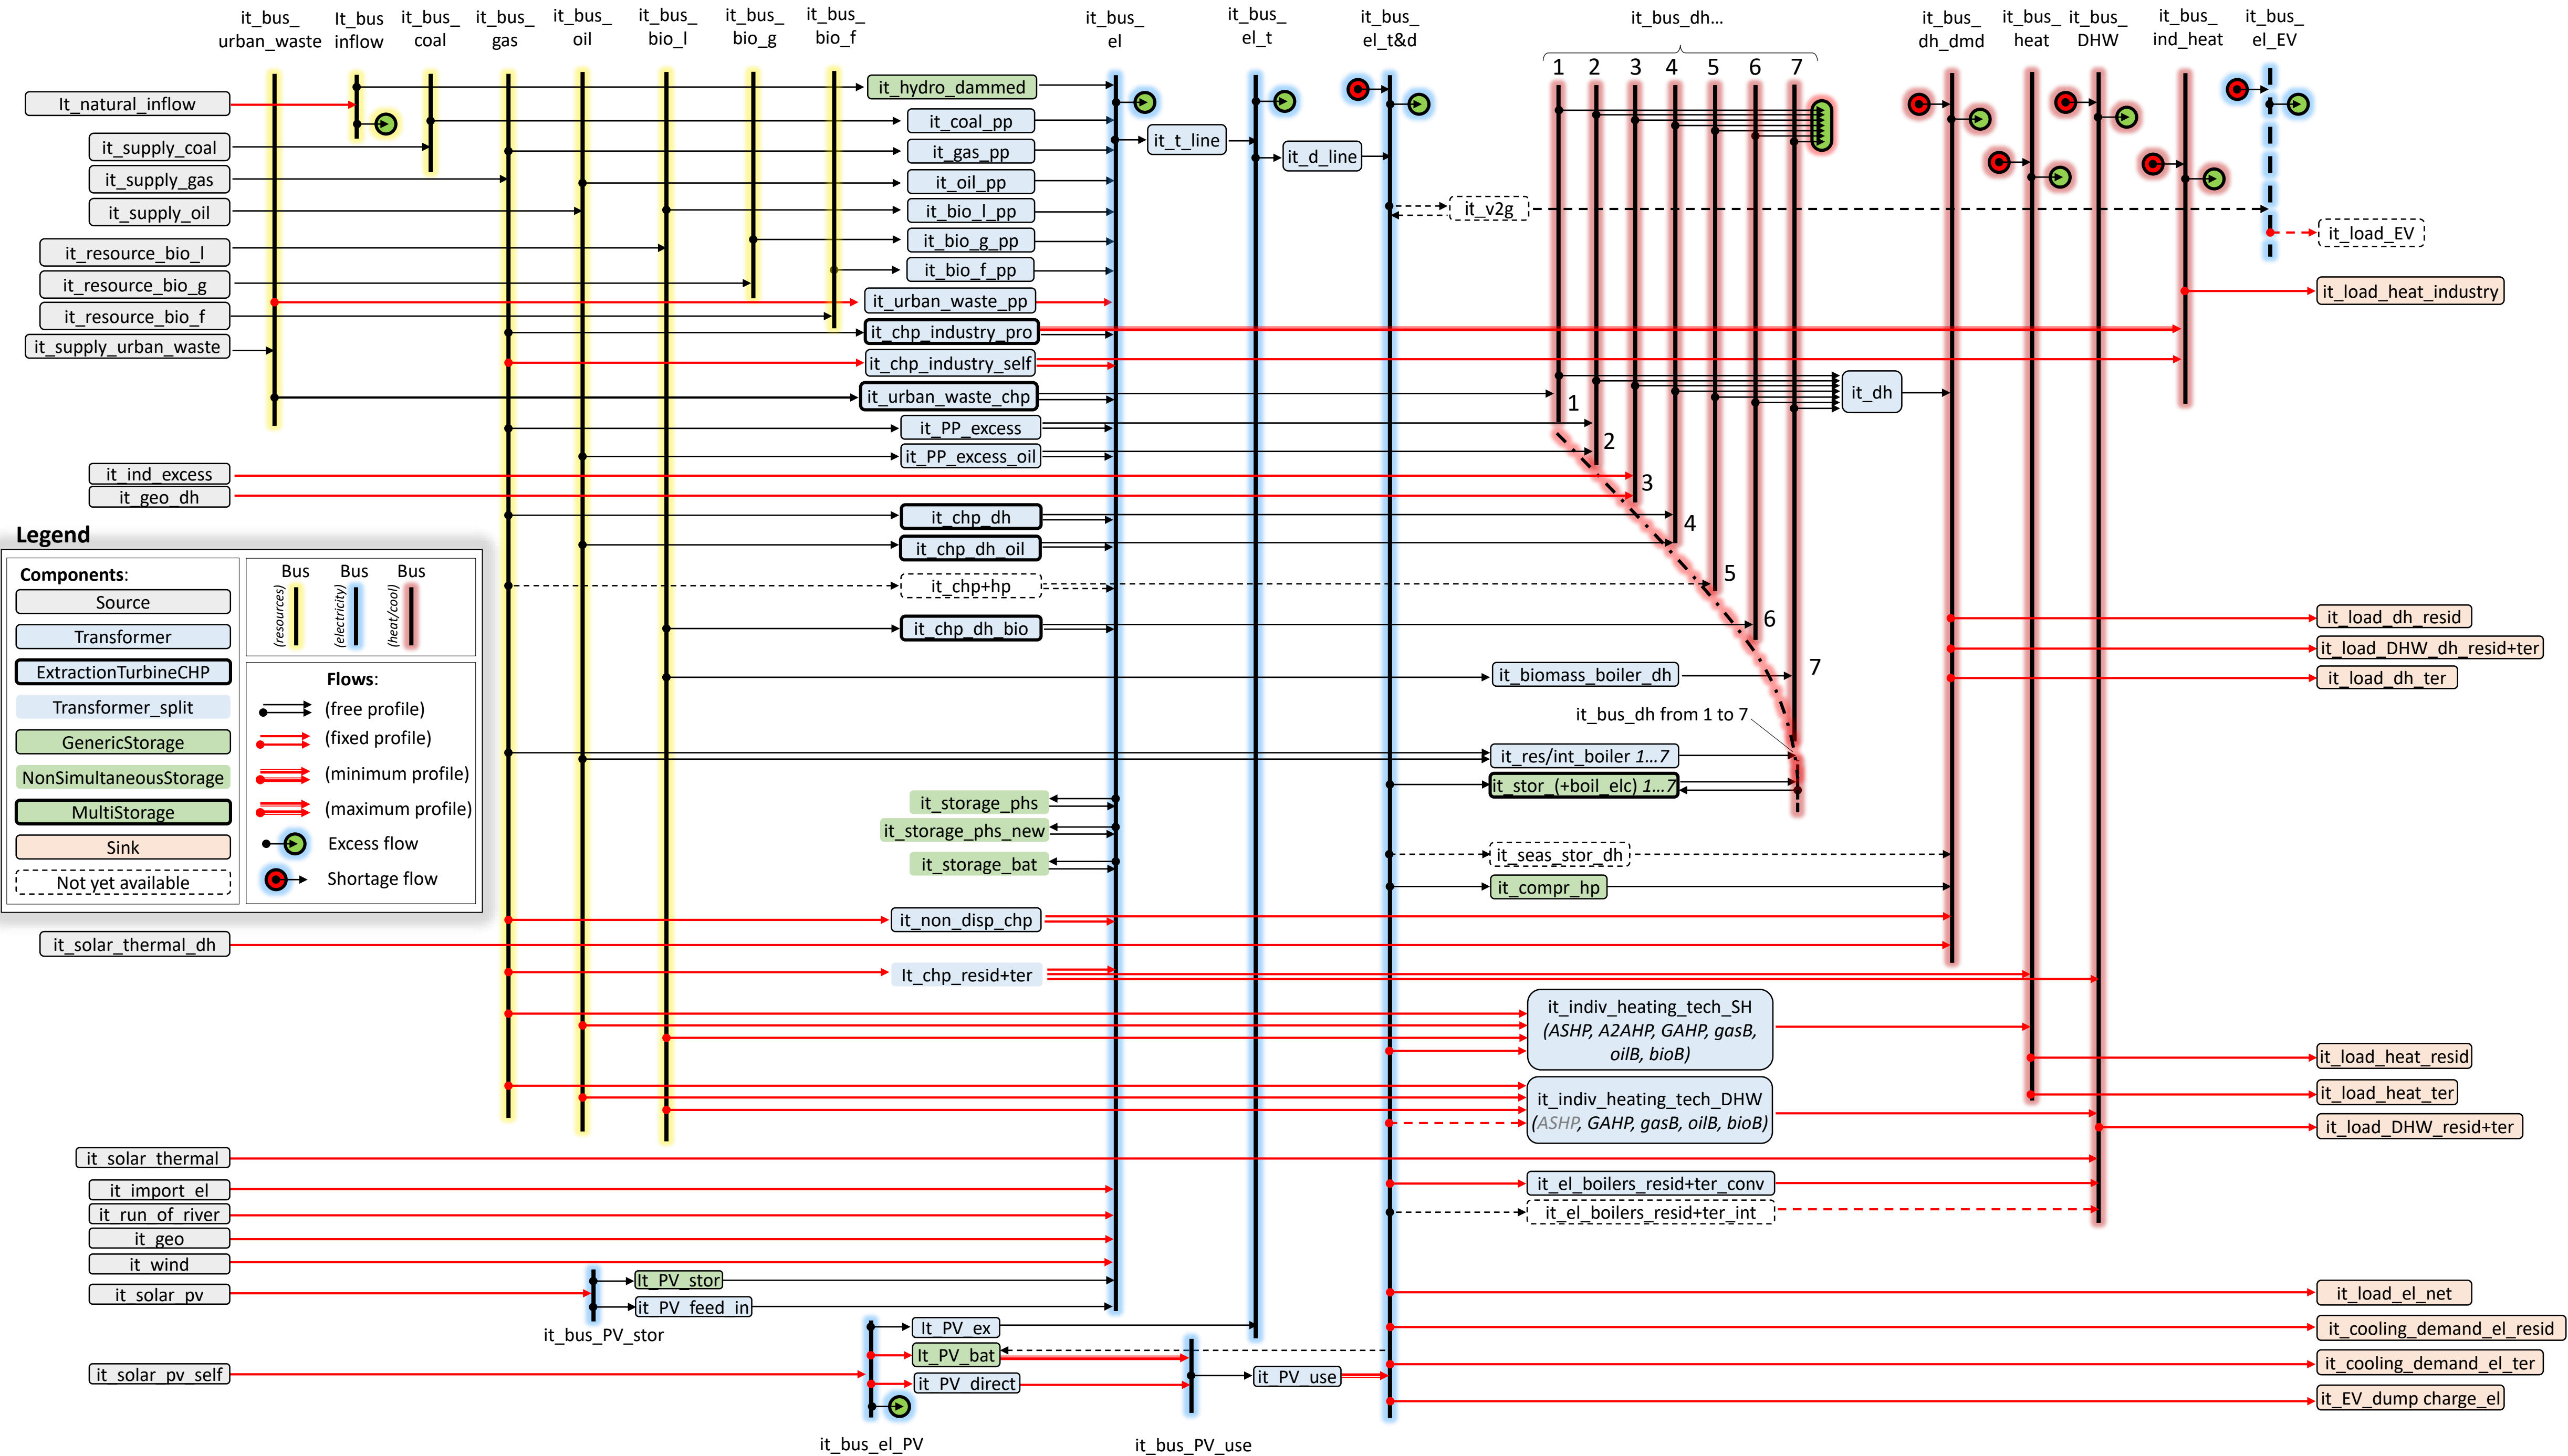 it_bus_
urban_waste
It_bus
inflow
it_bus_
coal
it_bus_
gas
it_bus_
oil
it_bus_
bio_l
it_bus_
bio_g
it_bus_
bio_f
it_bus_
el
it_bus_
el_t
it_bus_
el_t&d
it_bus_dh...
it_bus_
dh_dmd
it_bus_
heat
it_bus_
DHW
it_bus_
ind_heat
it_bus_
el_EV
1 2 3 4 5 6 7
It_natural_inflow
it_supply_coal
it_supply_gas
it_supply_oil
it_resource_bio_l
it_resource_bio_g
it_resource_bio_f
it_supply_urban_waste
it_ind_excess
it_geo_dh
it_hydro_dammed
it_coal_pp
it_gas_pp
it_oil_pp
it_bio_l_pp
it_bio_g_pp
it_bio_f_pp
it_urban_waste_pp
it_chp_industry_pro
it_chp_industry_self
it_urban_waste_chp
it_PP_excess
it_PP_excess_oil
it_chp_dh
it_chp_dh_oil
it_chp+hp
it_chp_dh_bio
it_t_line
it_d_line
it_v2g
it_load_EV
it_load_heat_industry
it_dh
1
2
3
4
5
6
7
it_biomass_boiler_dh
it_bus_dh from 1 to 7
it_res/int_boiler 1...7
it_stor_(+boil_elc) 1...7
it_load_dh_resid
it_load_DHW_dh_resid+ter
it_load_dh_ter
Legend
Components:
Source
Transformer
ExtractionTurbineCHP
Transformer_split
GenericStorage
NonSimultaneousStorage
MultiStorage
Sink
Not yet available
Bus
(resources)
Bus
(electricity)
Bus
(heat/cool)
Flows:
(free profile)
(fixed profile)
(minimum profile)
(maximum profile)
Excess flow
Shortage flow
it_storage_phs
it_storage_phs_new
it_storage_bat
it_seas_stor_dh
it_compr_hp
it_non_disp_chp
it_solar_thermal_dh
It_chp_resid+ter
it_indiv_heating_tech_SH
(ASHP, A2AHP, GAHP, gasB,
oilB, bioB)
it_indiv_heating_tech_DHW
(ASHP, GAHP, gasB, oilB, bioB)
it_load_heat_resid
it_load_heat_ter
it_load_DHW_resid+ter
it_solar_thermal
it_import_el
it_run_of_river
it_geo
it_wind
it_solar_pv
it_el_boilers_resid+ter_conv
it_el_boilers_resid+ter_int
It_PV_stor
it_PV_feed_in
it_bus_PV_stor
It_PV_ex
It_PV_bat
it_PV_direct
it_solar_pv_self
it_PV_use
it_load_el_net
it_cooling_demand_el_resid
it_cooling_demand_el_ter
it_EV_dump charge_el
it_bus_el_PV
it_bus_PV_use